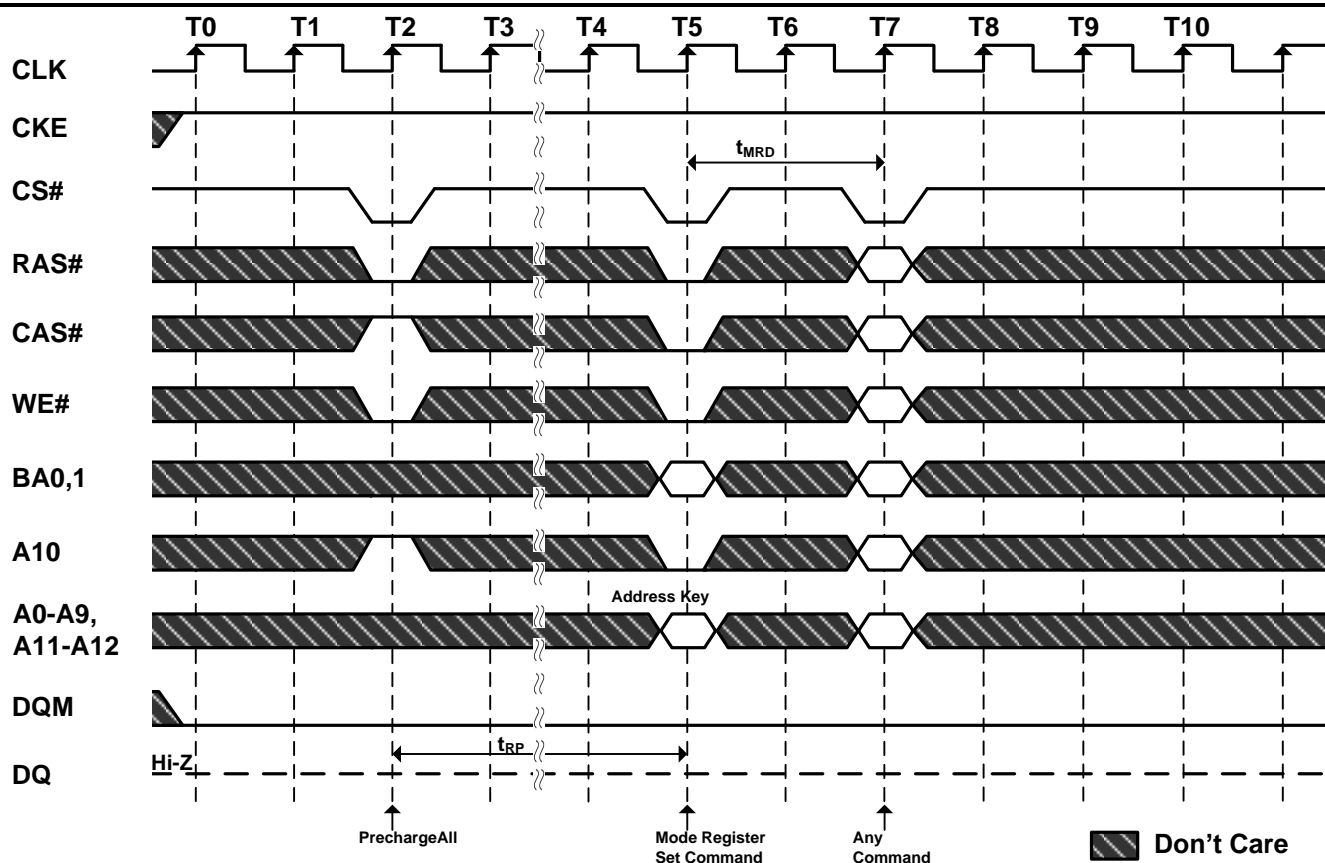 T0 T1 T2 T3 T4 T5 T6 T7 T8 T9 T10
CLK
CKE
tMRD
CS#
RAS#
CAS#
WE#
BA0,1
A10
Address Key
A0-A9,
A11-A12
DQM
tRP
Hi-Z
DQ
PrechargeAll
Mode Register
Set Command
Any
Command
Don't Care